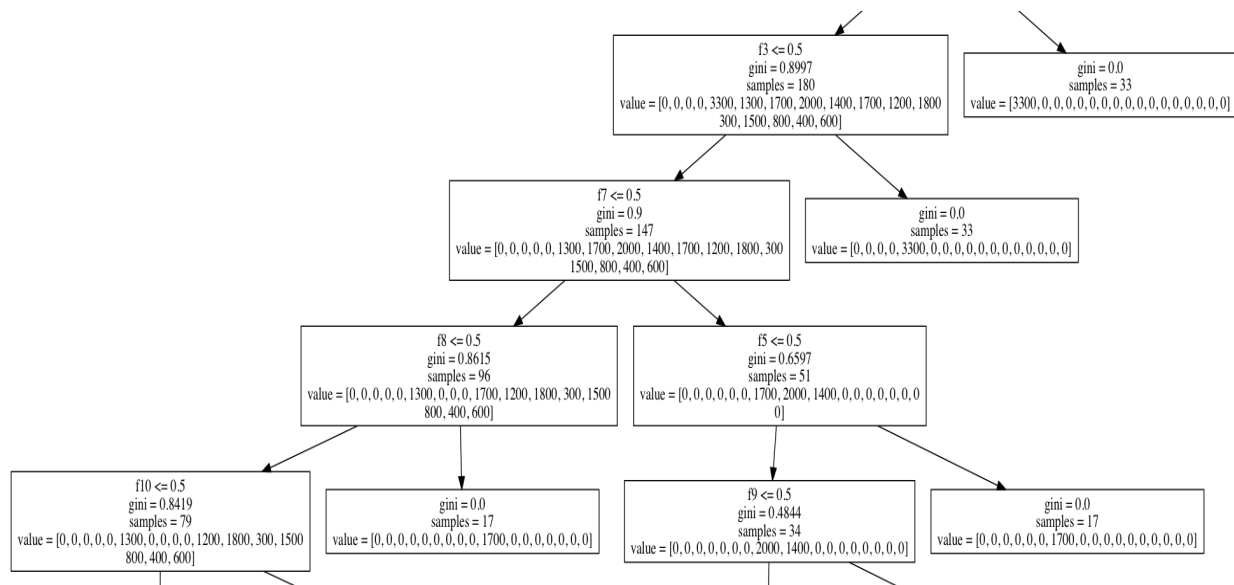 f3 <= 0.5
gini = 0.8997
samples = 180
value = [0, 0, 0, 0, 3300, 1300, 1700, 2000, 1400, 1700, 1200, 1800
300, 1500, 800, 400, 600]
gini = 0.0
samples = 33
value = [3300, 0, 0, 0, 0, 0, 0, 0, 0, 0, 0, 0, 0, 0, 0, 0, 0]
f7 <= 0.5
gini = 0.9
samples = 147
value = [0, 0, 0, 0, 0, 1300, 1700, 2000, 1400, 1700, 1200, 1800, 300
1500, 800, 400, 600]
gini = 0.0
samples = 33
value = [0, 0, 0, 0, 3300, 0, 0, 0, 0, 0, 0, 0, 0, 0, 0, 0, 0]
f8 <= 0.5
gini = 0.8615
samples = 96
value = [0, 0, 0, 0, 0, 1300, 0, 0, 0, 1700, 1200, 1800, 300, 1500
800, 400, 600]
f5 <= 0.5
gini = 0.6597
samples = 51
value = [0, 0, 0, 0, 0, 0, 1700, 2000, 1400, 0, 0, 0, 0, 0, 0, 0
0]
f10 <= 0.5
gini = 0.8419
samples = 79
value = [0, 0, 0, 0, 0, 1300, 0, 0, 0, 0, 1200, 1800, 300, 1500
800, 400, 600]
gini = 0.0
samples = 17
value = [0, 0, 0, 0, 0, 0, 0, 0, 0, 1700, 0, 0, 0, 0, 0, 0, 0]
f9 <= 0.5
gini = 0.4844
samples = 34
value = [0, 0, 0, 0, 0, 0, 0, 2000, 1400, 0, 0, 0, 0, 0, 0, 0, 0]
gini = 0.0
samples = 17
value = [0, 0, 0, 0, 0, 0, 1700, 0, 0, 0, 0, 0, 0, 0, 0, 0, 0]